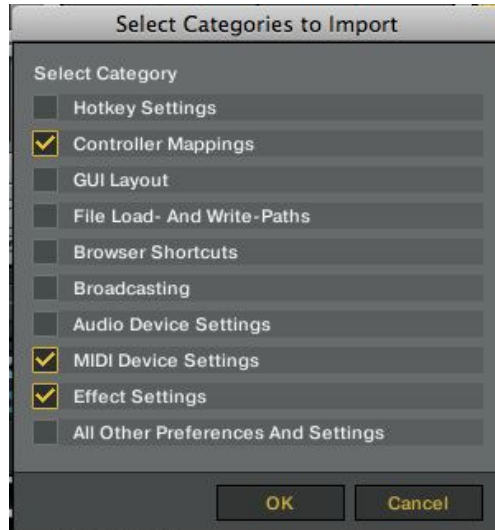 Select Categories to Import
Select Category
Hotkey Settings
Controller Mappings
GUI Layout
File Load- And Write-Paths
Browser Shortcuts
Broadcasting
Audio Device Settings
MIDI Device Settings
Effect Settings
All Other Preferences And Settings
OK Cancel